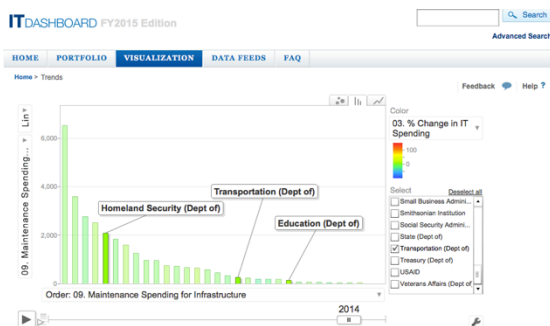 ITDASHBOARD FY2015 Edition
Search
Advanced Search
HOME PORTFOLIO VISUALIZATION DATA FEEDS FAQ
Home > Trends
Feedback Help ?
Color
03. % Change in IT
Spending
100
0
Lin
09. Maintenance Spending...
6,000
4,000
2,000
0
Homeland Security (Dept of)
Transportation (Dept of)
Education (Dept of)
Select Deselect all
Small Business Admini...
Smithsonian Institution
Social Security Admini...
State (Dept of)
Transportation (Dept of)
Treasury (Dept of)
USAID
Veterans Affairs (Dept of
Order: 09. Maintenance Spending for Infrastructure
2014